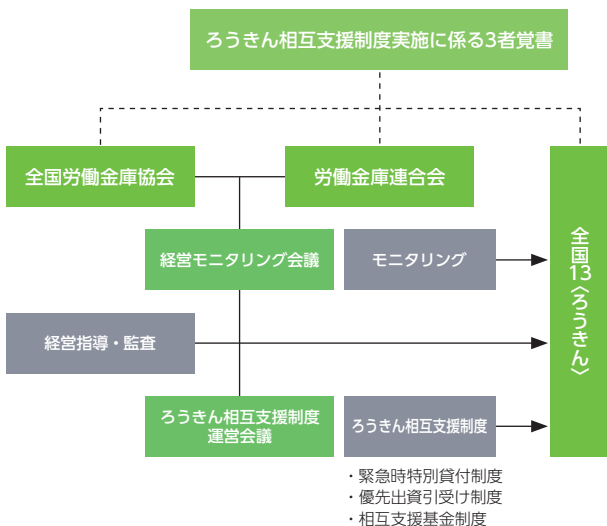 ろうきん相互支援制度実施に係る3者覚書
全国労働金庫協会
労働金庫連合会
全国13〈ろうきん〉
経営モニタリング会議
モニタリング
経営指導・監査
ろうきん相互支援制度
運営会議
ろうきん相互支援制度
・緊急時特別貸付制度
・優先出資引受け制度
・相互支援基金制度